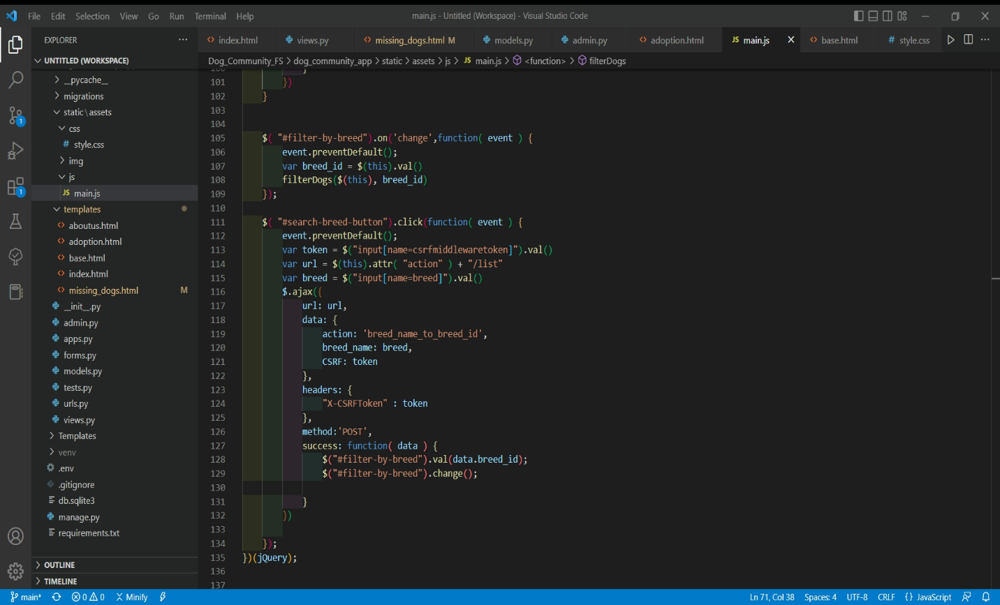 File Edit Selection View Go Run Terminal Help
main.js - Untitled (Workspace) - Visual Studio Code
EXPLORER
index.html views.py missing_dogs.html M models.py admin.py adoption.html JS main.js base.html # style.css
UNTITLED (WORKSPACE)
Dog_Community_FS > dog_community_app > static > assets > js > JS main.js > <function> > filterDogs
__pycache__
migrations
static\assets
css
# style.css
img
js
JS main.js
templates
aboutus.html
adoption.html
base.html
index.html
missing_dogs.html M
__init__.py
admin.py
apps.py
forms.py
models.py
tests.py
urls.py
views.py
Templates
venv
.env
.gitignore
db.sqlite3
manage.py
requirements.txt
OUTLINE
TIMELINE
1
1
101 })
102 }
103
104
105 $( "#filter-by-breed").on('change',function( event ) {
106 event.preventDefault();
107 var breed_id = $(this).val()
108 filterDogs($(this), breed_id)
109 });
110
111 $( "#search-breed-button").click(function( event ) {
112 event.preventDefault();
113 var token = $("input[name=csrfmiddlewaretoken]").val()
114 var url = $(this).attr( "action" ) + "/list"
115 var breed = $("input[name=breed]").val()
116 $.ajax({
117 url: url,
118 data: {
119 action: 'breed_name_to_breed_id',
120 breed_name: breed,
121 CSRF: token
122 },
123 headers: {
124 "X-CSRFToken" : token
125 },
126 method:'POST',
127 success: function( data ) {
128 $("#filter-by-breed").val(data.breed_id);
129 $("#filter-by-breed").change();
130
131 }
132 })
133
134 });
135 })(jQuery);
136
137
main* 0 0 Minify
Ln 71, Col 38 Spaces: 4 UTF-8 CRLF {} JavaScript